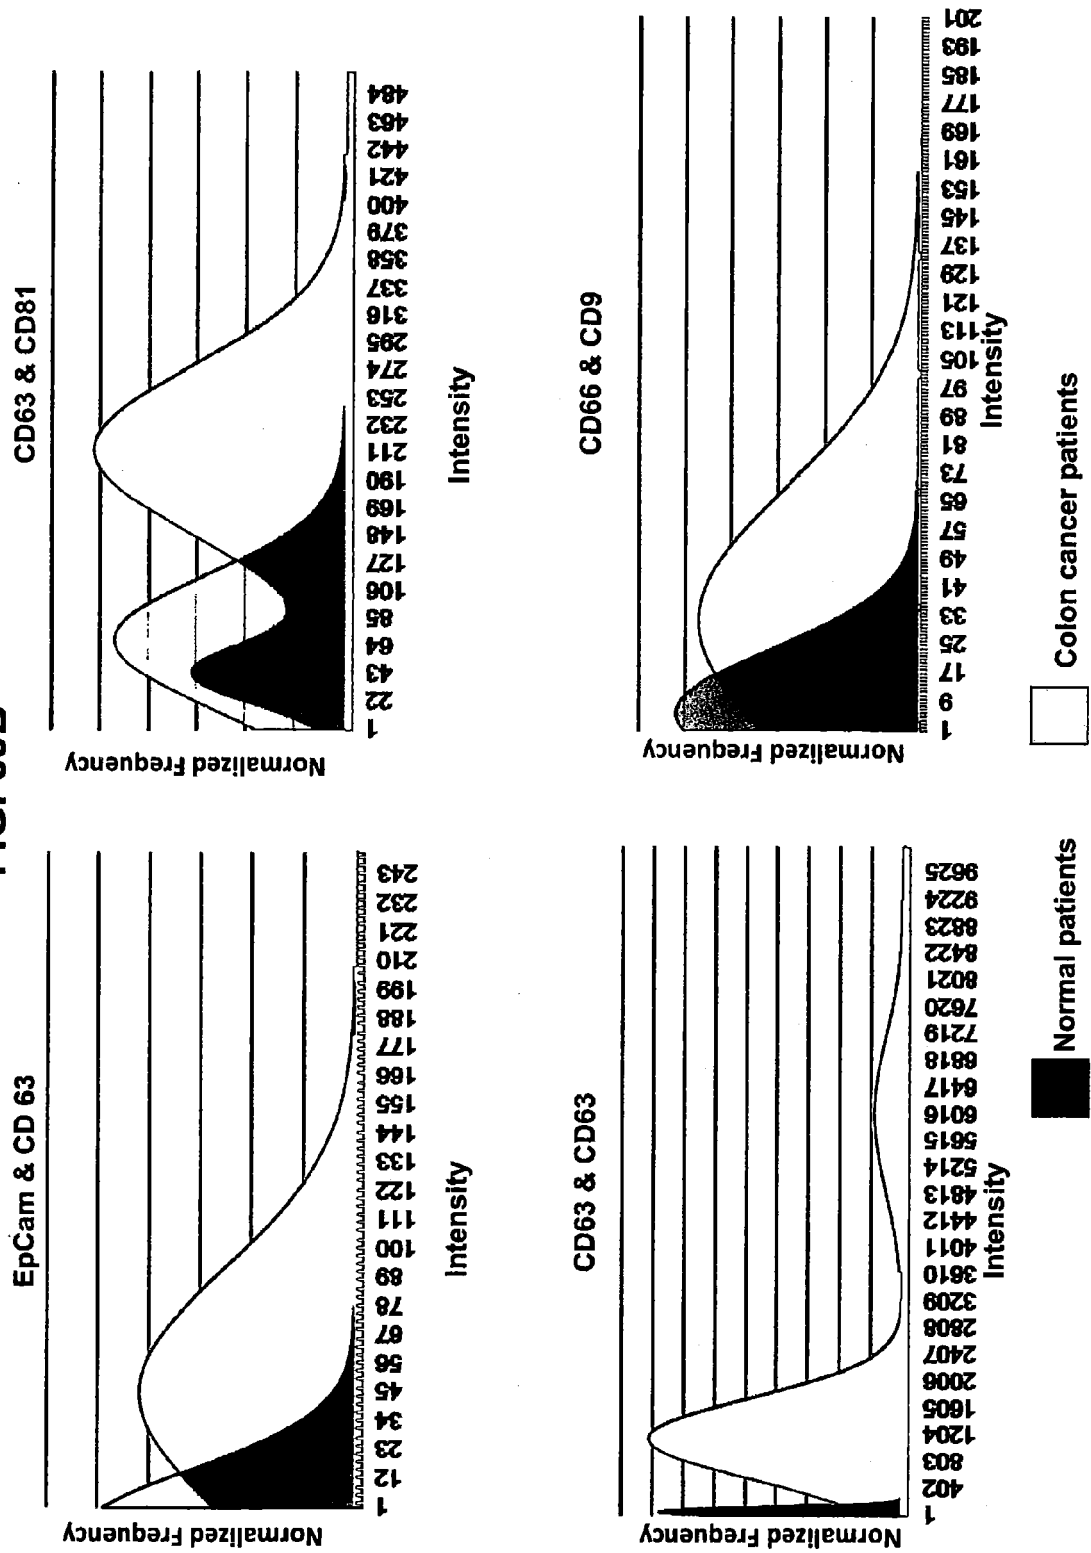 EpCam & CD 63
Normalized Frequency
1 12 23 34 45 56 67 78 89 100 111 122 133 144 155 166 177 188 199 210 221 232 243
Intensity
CD63 & CD81
Normalized Frequency
1 22 43 64 85 106 127 148 169 190 211 232 253 274 295 316 337 358 379 400 421 442 463 484
Intensity
CD63 & CD63
Normalized Frequency
1 402 803 1204 1605 2006 2407 2808 3209 3610 4011 4412 4813 5214 5615 6016 6417 6818 7219 7620 8021 8422 8823 9224 9625
Intensity
CD66 & CD9
Normalized Frequency
1 9 17 25 33 41 49 57 65 73 81 89 97 105 113 121 129 137 145 153 161 169 177 185 193 201
Intensity
Normal patients
Colon cancer patients